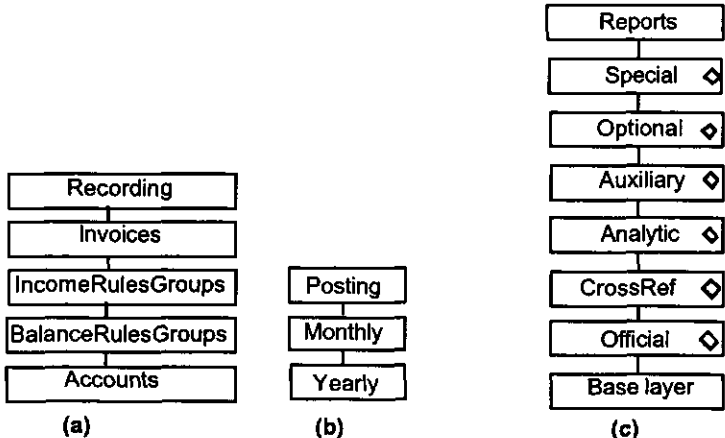 Recording
Invoices
IncomeRulesGroups
BalanceRulesGroups
Accounts
(a)
Posting
Monthly
Yearly
(b)
Reports
Special
Optional
Auxiliary
Analytic
CrossRef
Official
Base layer
(c)